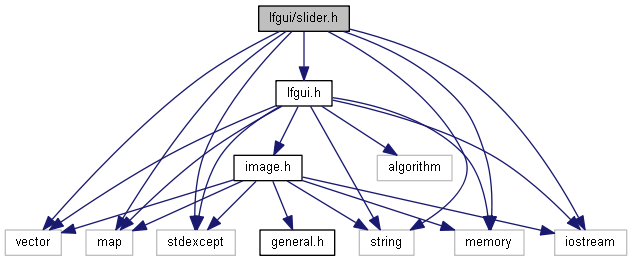 lfgui/slider.h
lfgui.h
image.h
algorithm
vector
map
stdexcept
general.h
string
memory
iostream